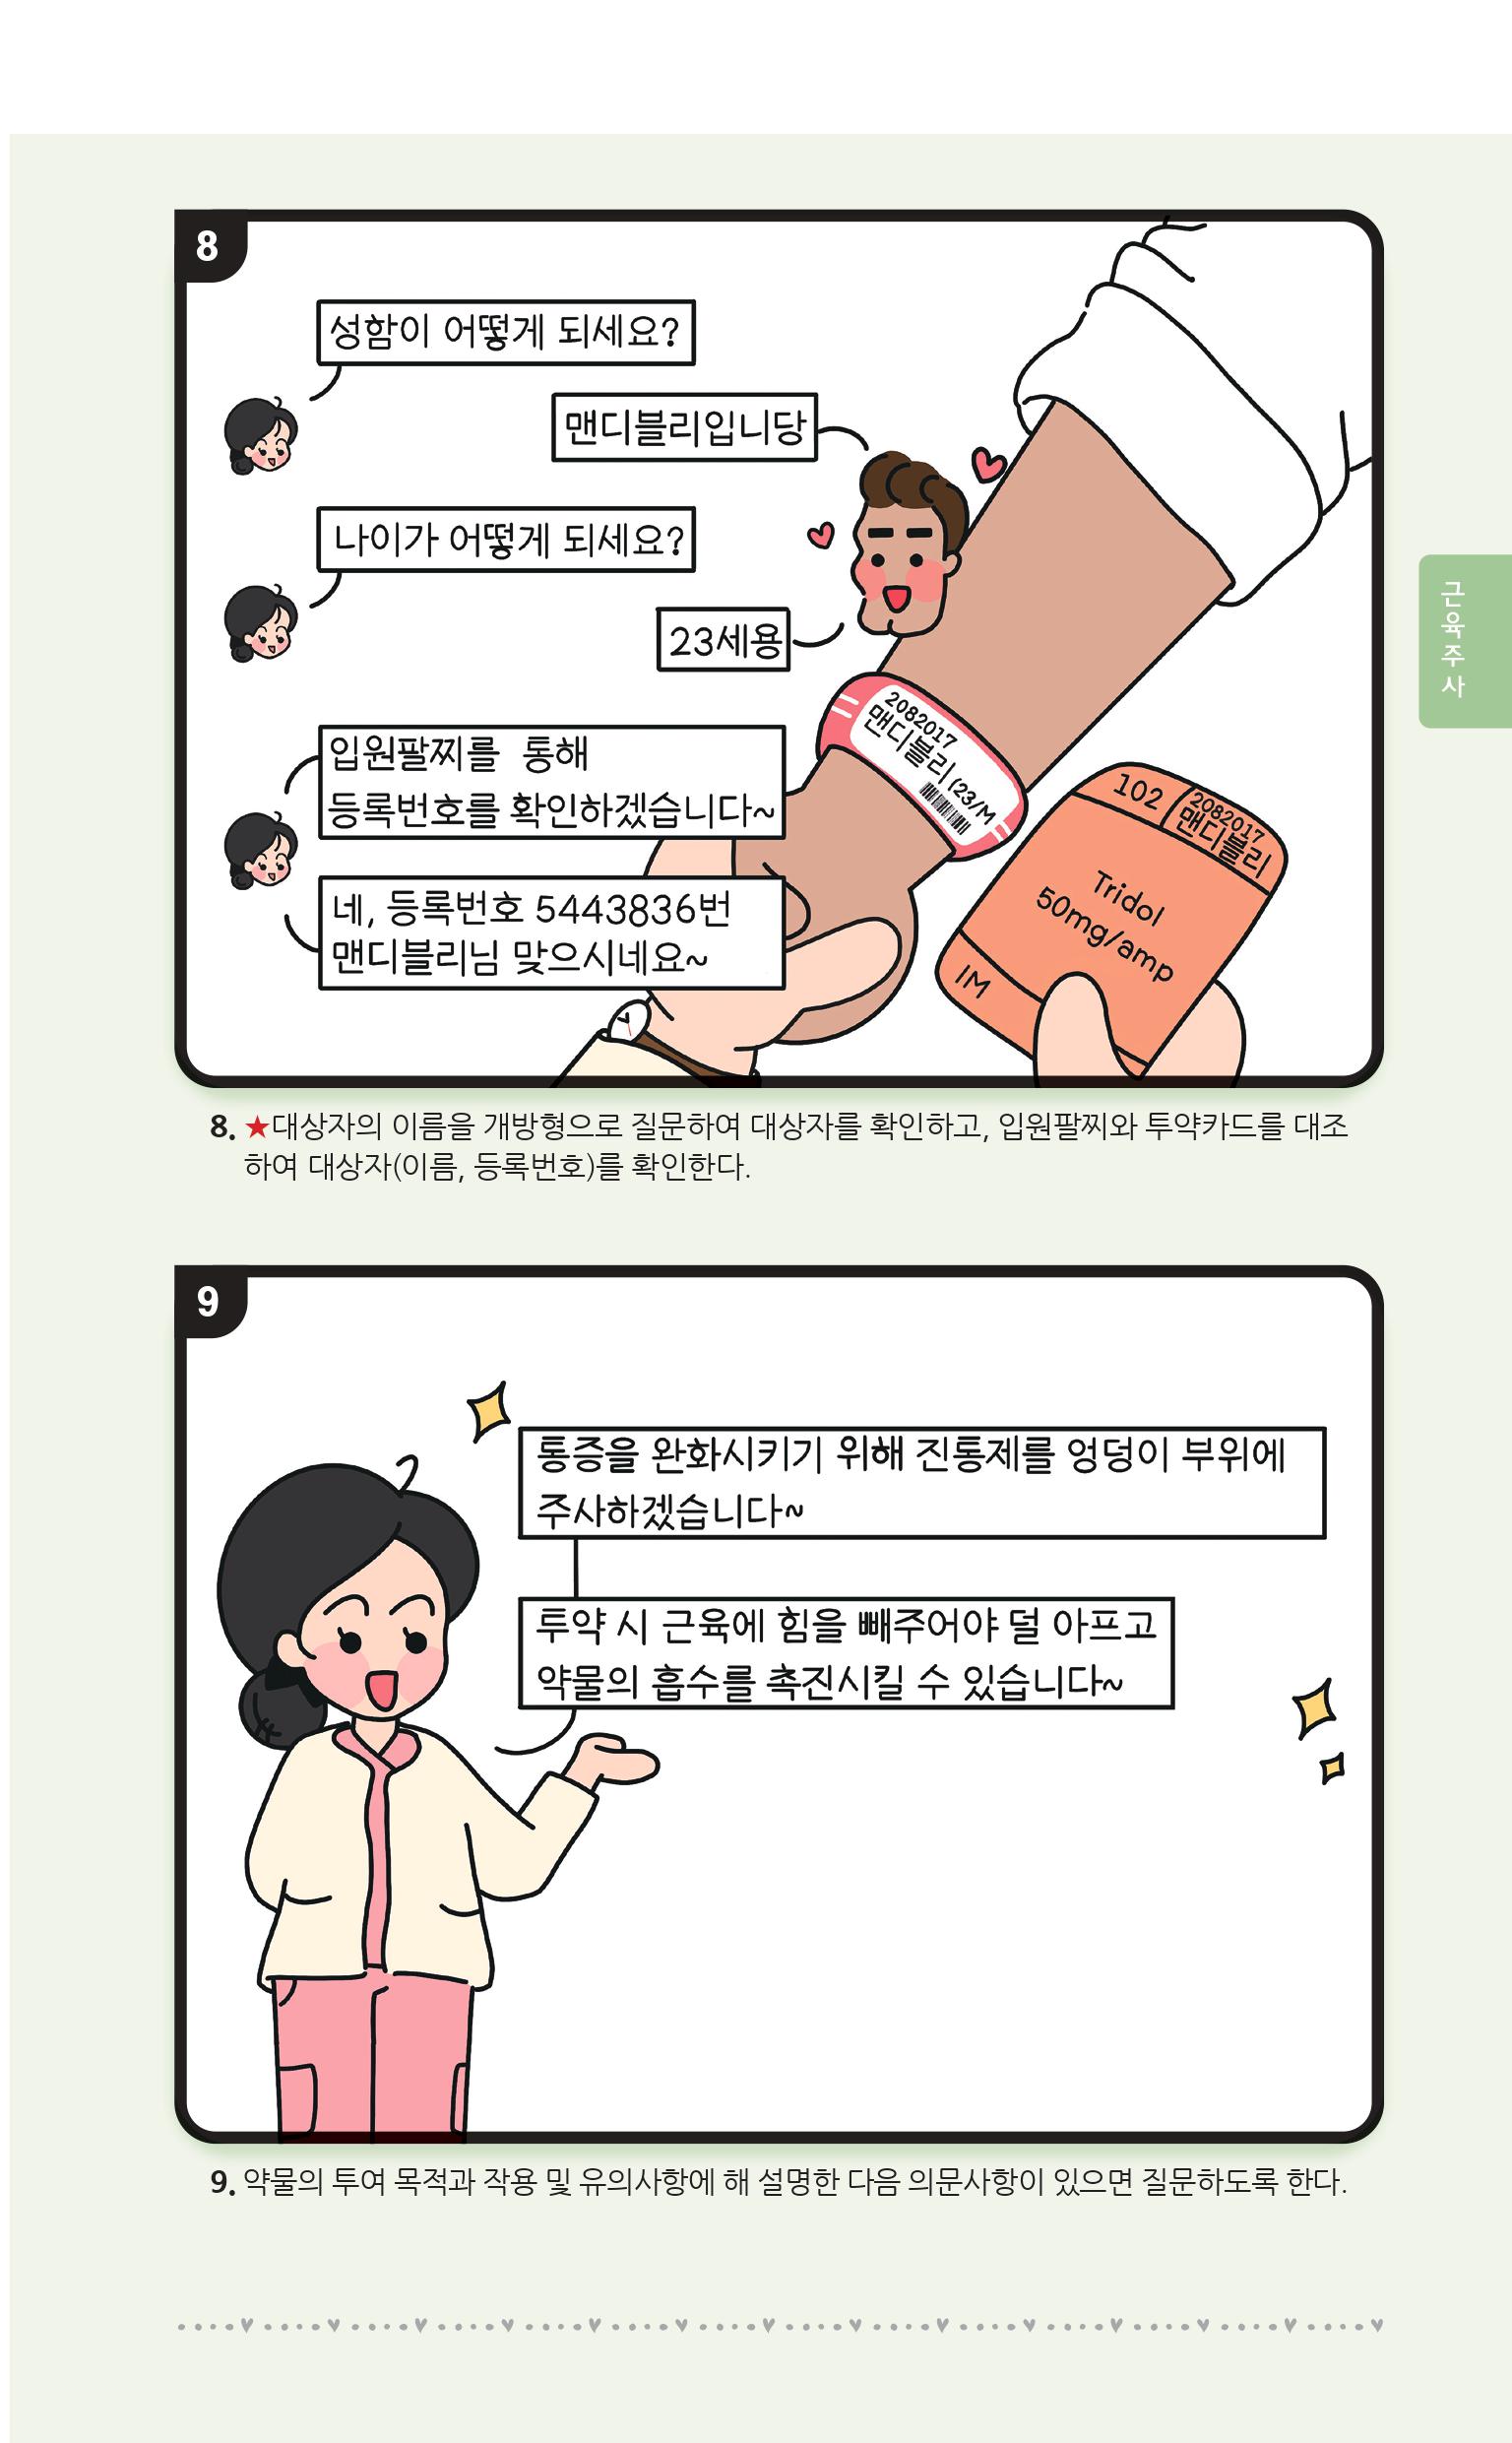 8
성함이 어떻게 되세요?
맨디블리입니당
나이가 어떻게 되세요?
23세용
입원팔찌를 통해
등록번호를 확인하겠습니다~
네, 등록번호 5443836번
맨디블리님 맞으시네요~
2082017
맨디블리(23/M
102
2082017
맨디블리
Tridol
50mg/amp
IM
근육주사
8. ★대상자의 이름을 개방형으로 질문하여 대상자를 확인하고, 입원팔찌와 투약카드를 대조
하여 대상자(이름, 등록번호)를 확인한다.
9
통증을 완화시키기 위해 진통제를 엉덩이 부위에
주사하겠습니다~
투약 시 근육에 힘을 빼주어야 덜 아프고
약물의 흡수를 촉진시킬 수 있습니다~
9. 약물의 투여 목적과 작용 및 유의사항에 해 설명한 다음 의문사항이 있으면 질문하도록 한다.